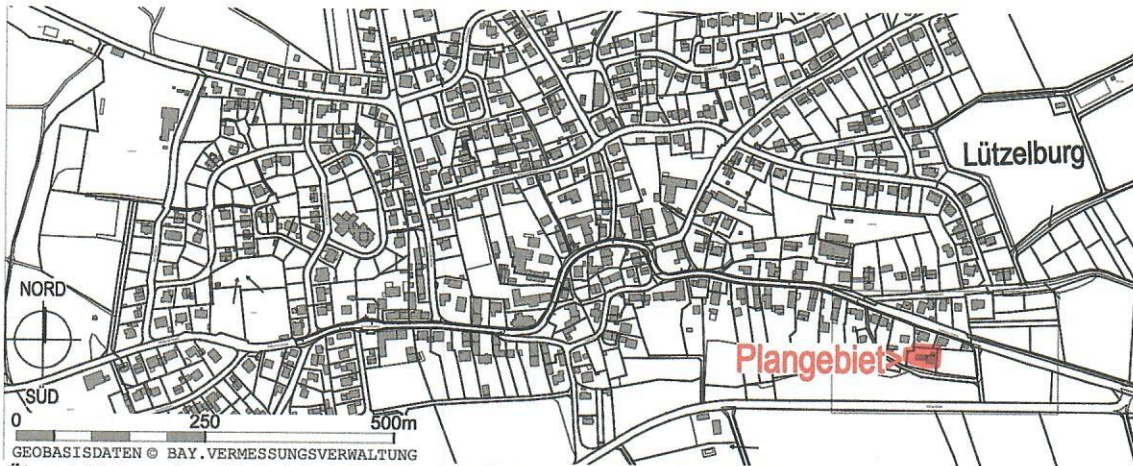 Lützelburg
NORD
SÜD
Plangebiet>
0 250 500m
GEOBASISDATEN © BAY.VERMESSUNGSVERWALTUNG